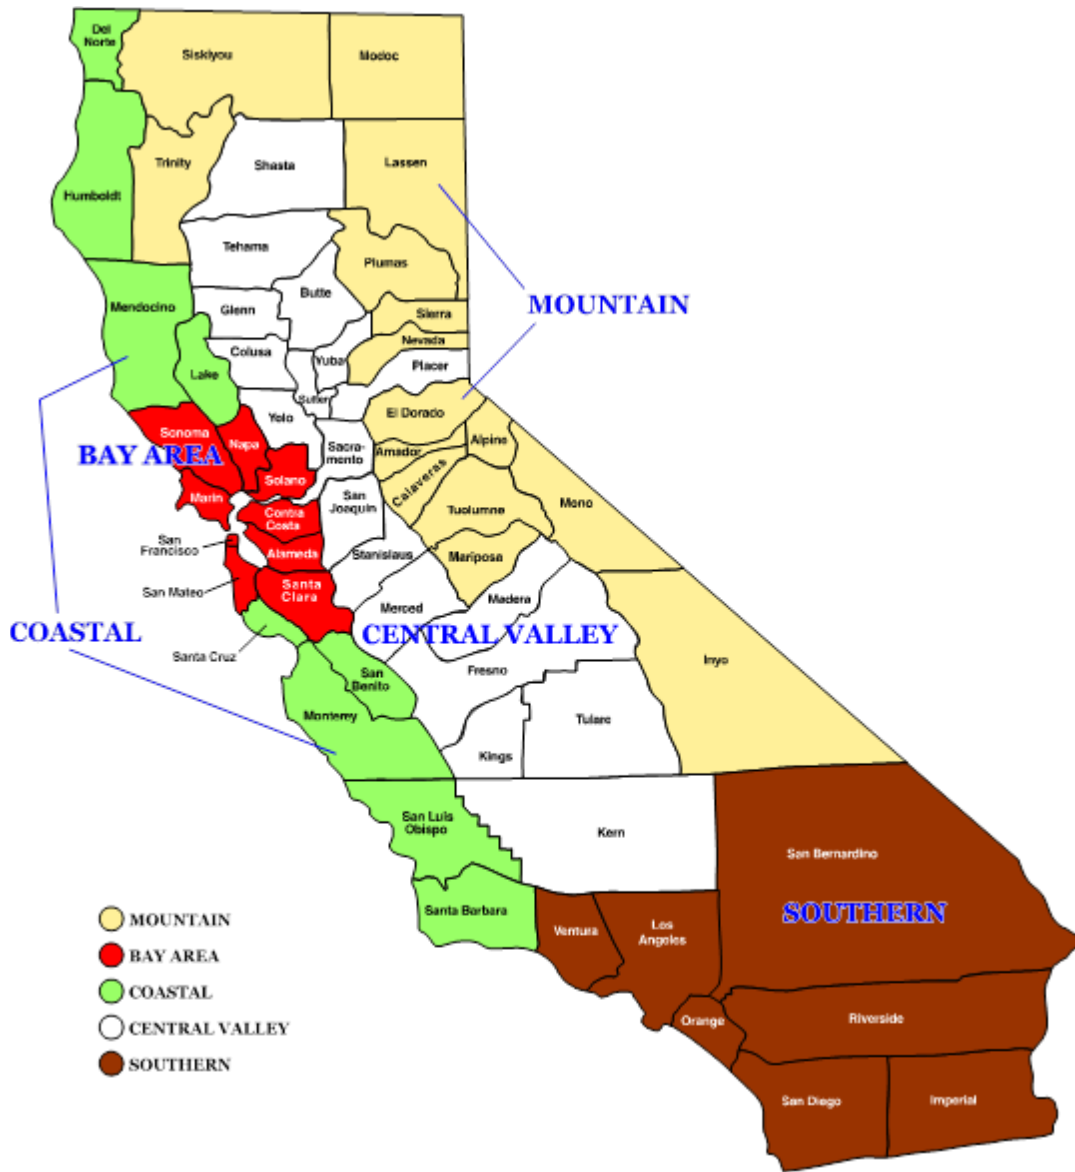 Del
Norte
Siskiyou
Modoc
Humboldt
Trinity
Shasta
Lassen
Tehama
Plumas
Mendocino
Glenn
Butte
Sierra
MOUNTAIN
Nevada
Colusa
Yuba
Placer
Lake
Sutter
El Dorado
Yolo
Sonoma
Napa
Sacra-
mento
Amador
Alpine
BAY AREA
Solano
Calaveras
Marin
San
Joaquin
Tuolumne
Mono
Contra
Costa
San
Francisco
Alameda
Stanislaus
Mariposa
San Mateo
Santa
Clara
Merced
Madera
COASTAL
CENTRAL VALLEY
Santa Cruz
San
Benito
Fresno
Inyo
Monterey
Tulare
Kings
San Luis
Obispo
Kern
San Bernardino
Santa Barbara
SOUTHERN
Ventura
Los
Angeles
Orange
Riverside
San Diego
Imperial
MOUNTAIN
BAY AREA
COASTAL
CENTRAL VALLEY
SOUTHERN